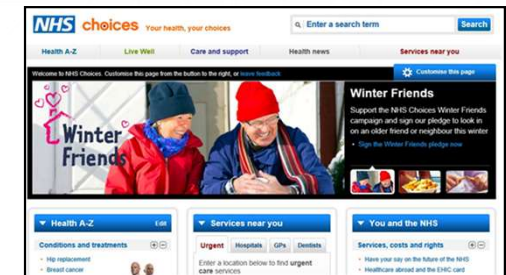 NHS choices Your health, your choices
Enter a search term Search
Health A-Z Live Well Care and support Health news Services near you
Welcome to NHS Choices. Customise this page from the button to the right, or leave feedback
Customise this page
Winter
Friends
Winter Friends
Support the NHS Choices Winter Friends
campaign and sign our pledge to look in
on an older friend or neighbour this winter
Sign the Winter Friends pledge now
Health A-Z Edit
Conditions and treatments
Hip replacement
Breast cancer
Services near you
Urgent Hospitals GPs Dentists
Enter a location below to find urgent
care services
You and the NHS
Services, costs and rights
Have your say on the future of the NHS
Healthcare abroad and the EHIC card